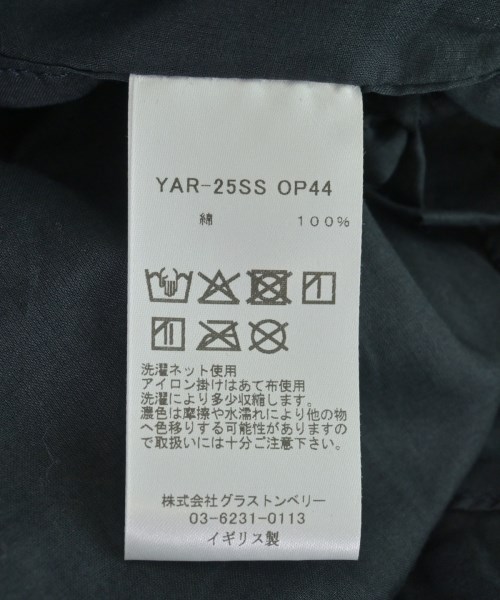 YAR-25SS OP44
綿 100%
洗濯ネット使用
アイロン掛けはあて布使用
洗濯により多少収縮します。
濃色は摩擦や水濡れにより他の物
へ色移りする可能性がありますの
で取扱いには十分ご注意下さい。
株式会社グラストンベリー
03-6231-0113
イギリス製